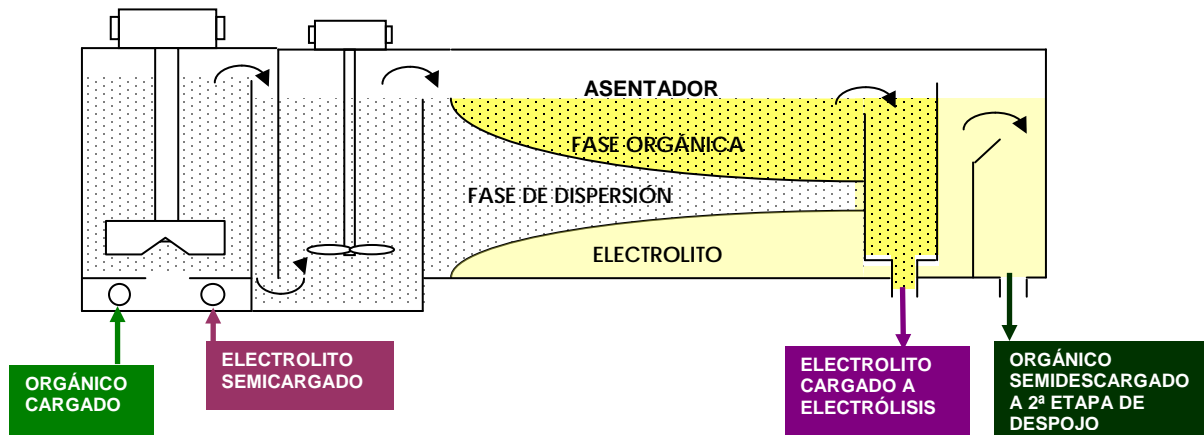 ASENTADOR
FASE ORGÁNICA
FASE DE DISPERSIÓN
ELECTROLITO
ORGÁNICO
CARGADO
ELECTROLITO
SEMICARGADO
ELECTROLITO
CARGADO A
ELECTRÓLISIS
ORGÁNICO
SEMIDESCARGADO
A 2ª ETAPA DE
DESPOJO